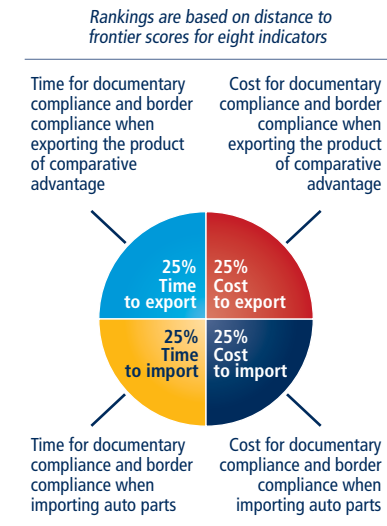 Rankings are based on distance to
frontier scores for eight indicators
Time for documentary
compliance and border
compliance when
exporting the product
of comparative
advantage
Cost for documentary
compliance and border
compliance when
exporting the product
of comparative
advantage
25%
Time
to export
25%
Cost
to export
25%
Time
to import
25%
Cost
to import
Time for documentary
compliance and border
compliance when
importing auto parts
Cost for documentary
compliance and border
compliance when
importing auto parts